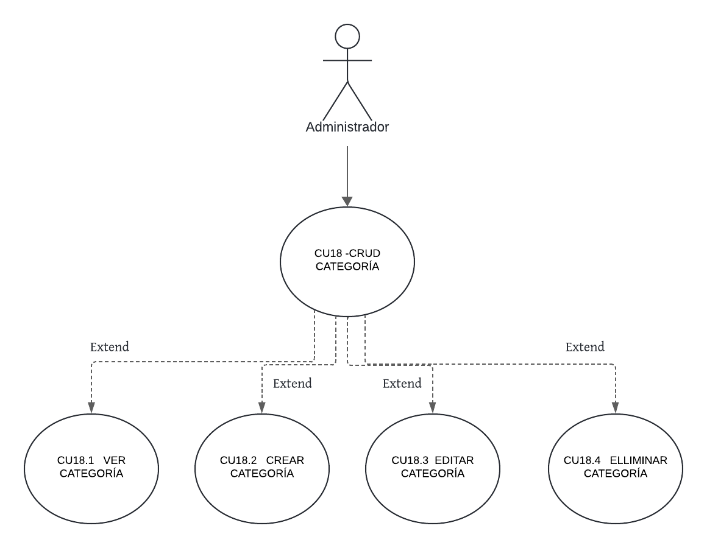 Administrador
CU18 -CRUD
CATEGORÍA
Extend
Extend
Extend
Extend
CU18.1 VER
CATEGORÍA
CU18.2 CREAR
CATEGORÍA
CU18.3 EDITAR
CATEGORÍA
CU18.4 ELLIMINAR
CATEGORÍA